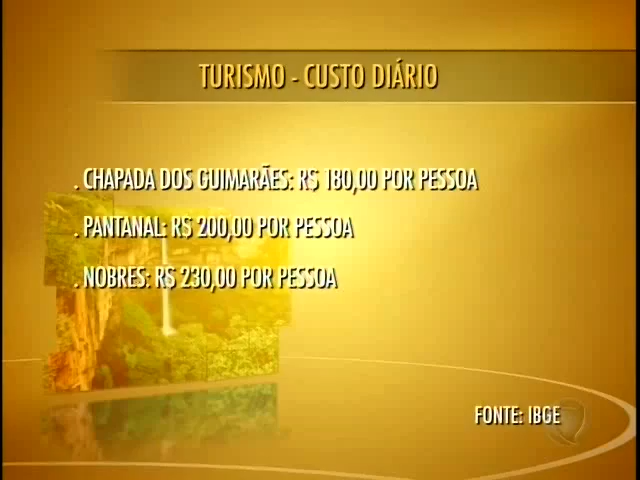 TURISMO - CUSTO DIÁRIO
. CHAPADA DOS GUIMARÃES: R$ 180,00 POR PESSOA
. PANTANAL: R$ 200,00 POR PESSOA
. NOBRES: R$ 230,00 POR PESSOA
FONTE: IBGE